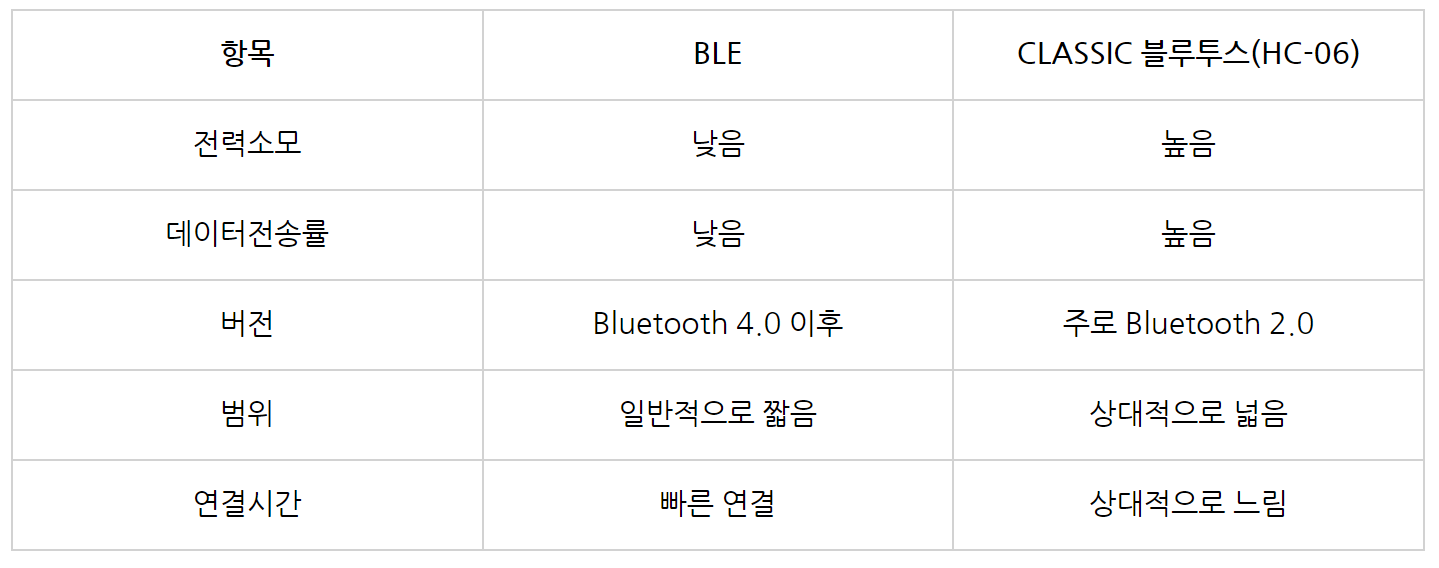 항목 BLE CLASSIC 블루투스(HC-06)
전력소모 낮음 높음
데이터전송률 낮음 높음
버전 Bluetooth 4.0 이후 주로 Bluetooth 2.0
범위 일반적으로 짧음 상대적으로 넓음
연결시간 빠른 연결 상대적으로 느림